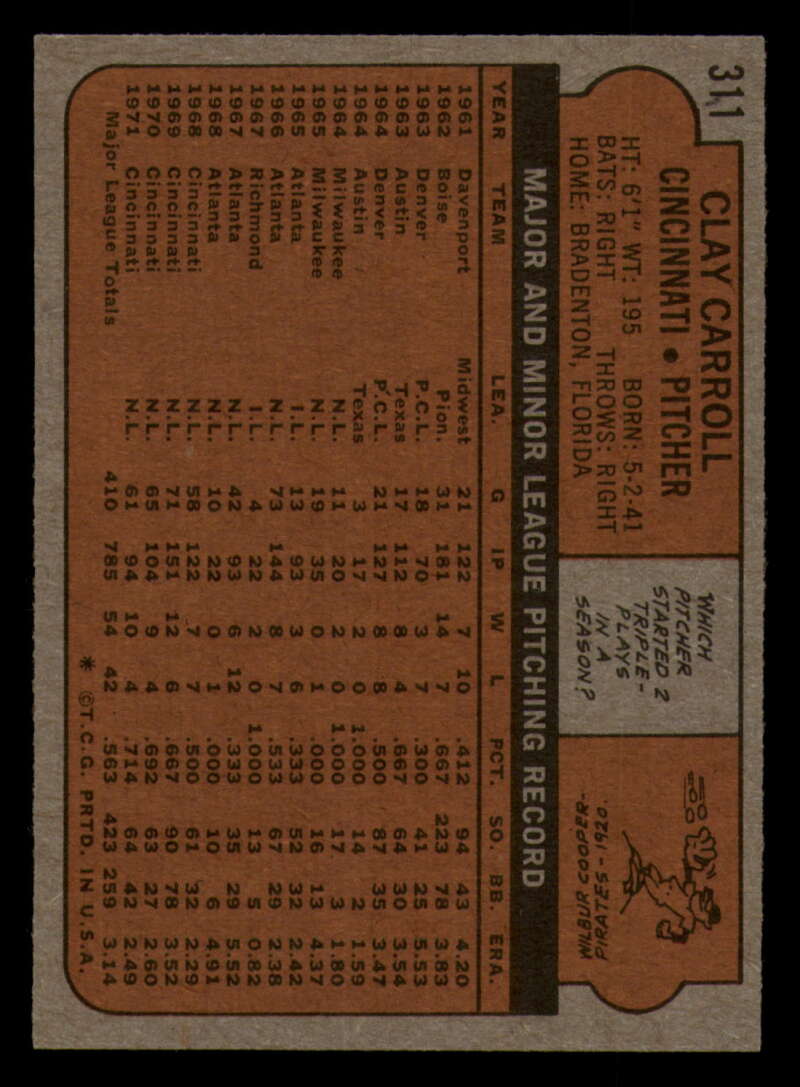 311
CLAY CARROLL
CINCINNATI • PITCHER
HT: 6'1" WT: 195 BORN: 5-2-41
BATS: RIGHT THROWS: RIGHT
HOME: BRADENTON, FLORIDA
WHICH
PITCHER
STARTED 2
TRIPLE-
PLAYS
IN A
SEASON?
WILBUR COOPER-
PIRATES-1920.
MAJOR AND MINOR LEAGUE PITCHING RECORD
YEAR TEAM LEA. G IP W L PCT. SO. BB. ERA.
1961 Davenport Midwest 21 122 7 10 .412 94 43 4.20
1962 Boise Pion. 31 181 14 7 .667 223 78 3.83
1963 Denver P.C.L. 18 70 3 7 .300 41 25 5.53
1963 Austin Texas 17 112 8 4 .667 64 30 3.54
1964 Denver P.C.L. 21 127 8 8 .500 87 35 3.47
1964 Austin Texas 3 17 2 0 1.000 14 2 1.59
1964 Milwaukee N.L. 11 20 2 0 1.000 17 3 1.80
1965 Milwaukee N.L. 19 35 0 1 .000 16 13 4.37
1965 Atlanta I.L. 13 93 3 6 .333 52 32 2.42
1966 Atlanta N.L. 73 144 8 7 .533 67 29 2.38
1967 Richmond I.L. 4 22 2 0 1.000 13 5 0.82
1967 Atlanta N.L. 42 93 6 12 .333 35 29 5.52
1968 Atlanta N.L. 10 22 0 1 .000 10 6 4.91
1968 Cincinnati N.L. 58 122 7 7 .500 61 32 2.29
1969 Cincinnati N.L. 71 151 12 6 .667 90 78 3.52
1970 Cincinnati N.L. 65 104 9 4 .692 63 27 2.60
1971 Cincinnati N.L. 61 94 10 4 .714 64 42 2.49
Major League Totals 410 785 54 42 .563 423 259 3.14
* ©T.C.G. PRTD. IN U.S.A.